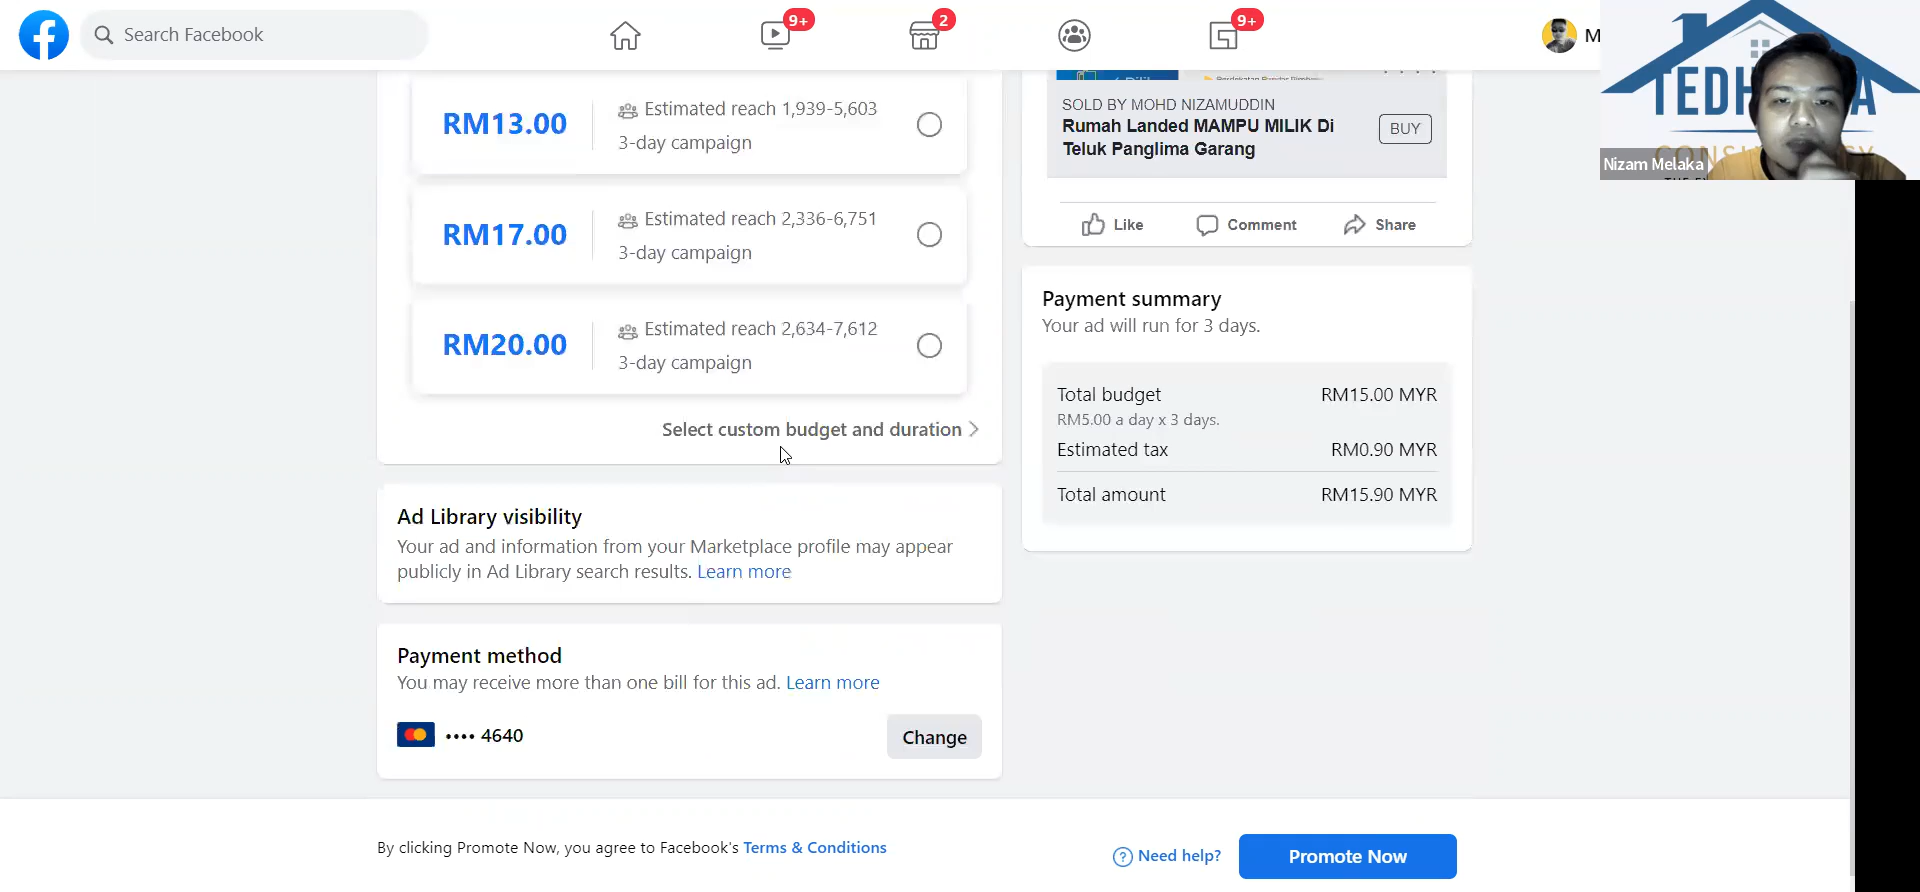 Search Facebook
9+
2
9+
M
RM13.00
Estimated reach 1,939-5,603
3-day campaign
RM17.00
Estimated reach 2,336-6,751
3-day campaign
RM20.00
Estimated reach 2,634-7,612
3-day campaign
Select custom budget and duration
Ad Library visibility
Your ad and information from your Marketplace profile may appear
publicly in Ad Library search results. Learn more
Payment method
You may receive more than one bill for this ad. Learn more
•••• 4640
Change
SOLD BY MOHD NIZAMUDDIN
Rumah Landed MAMPU MILIK Di
Teluk Panglima Garang
BUY
Like
Comment
Share
Payment summary
Your ad will run for 3 days.
Total budget RM15.00 MYR
RM5.00 a day x 3 days.
Estimated tax RM0.90 MYR
Total amount RM15.90 MYR
By clicking Promote Now, you agree to Facebook's Terms & Conditions
Need help?
Promote Now
Nizam Melaka